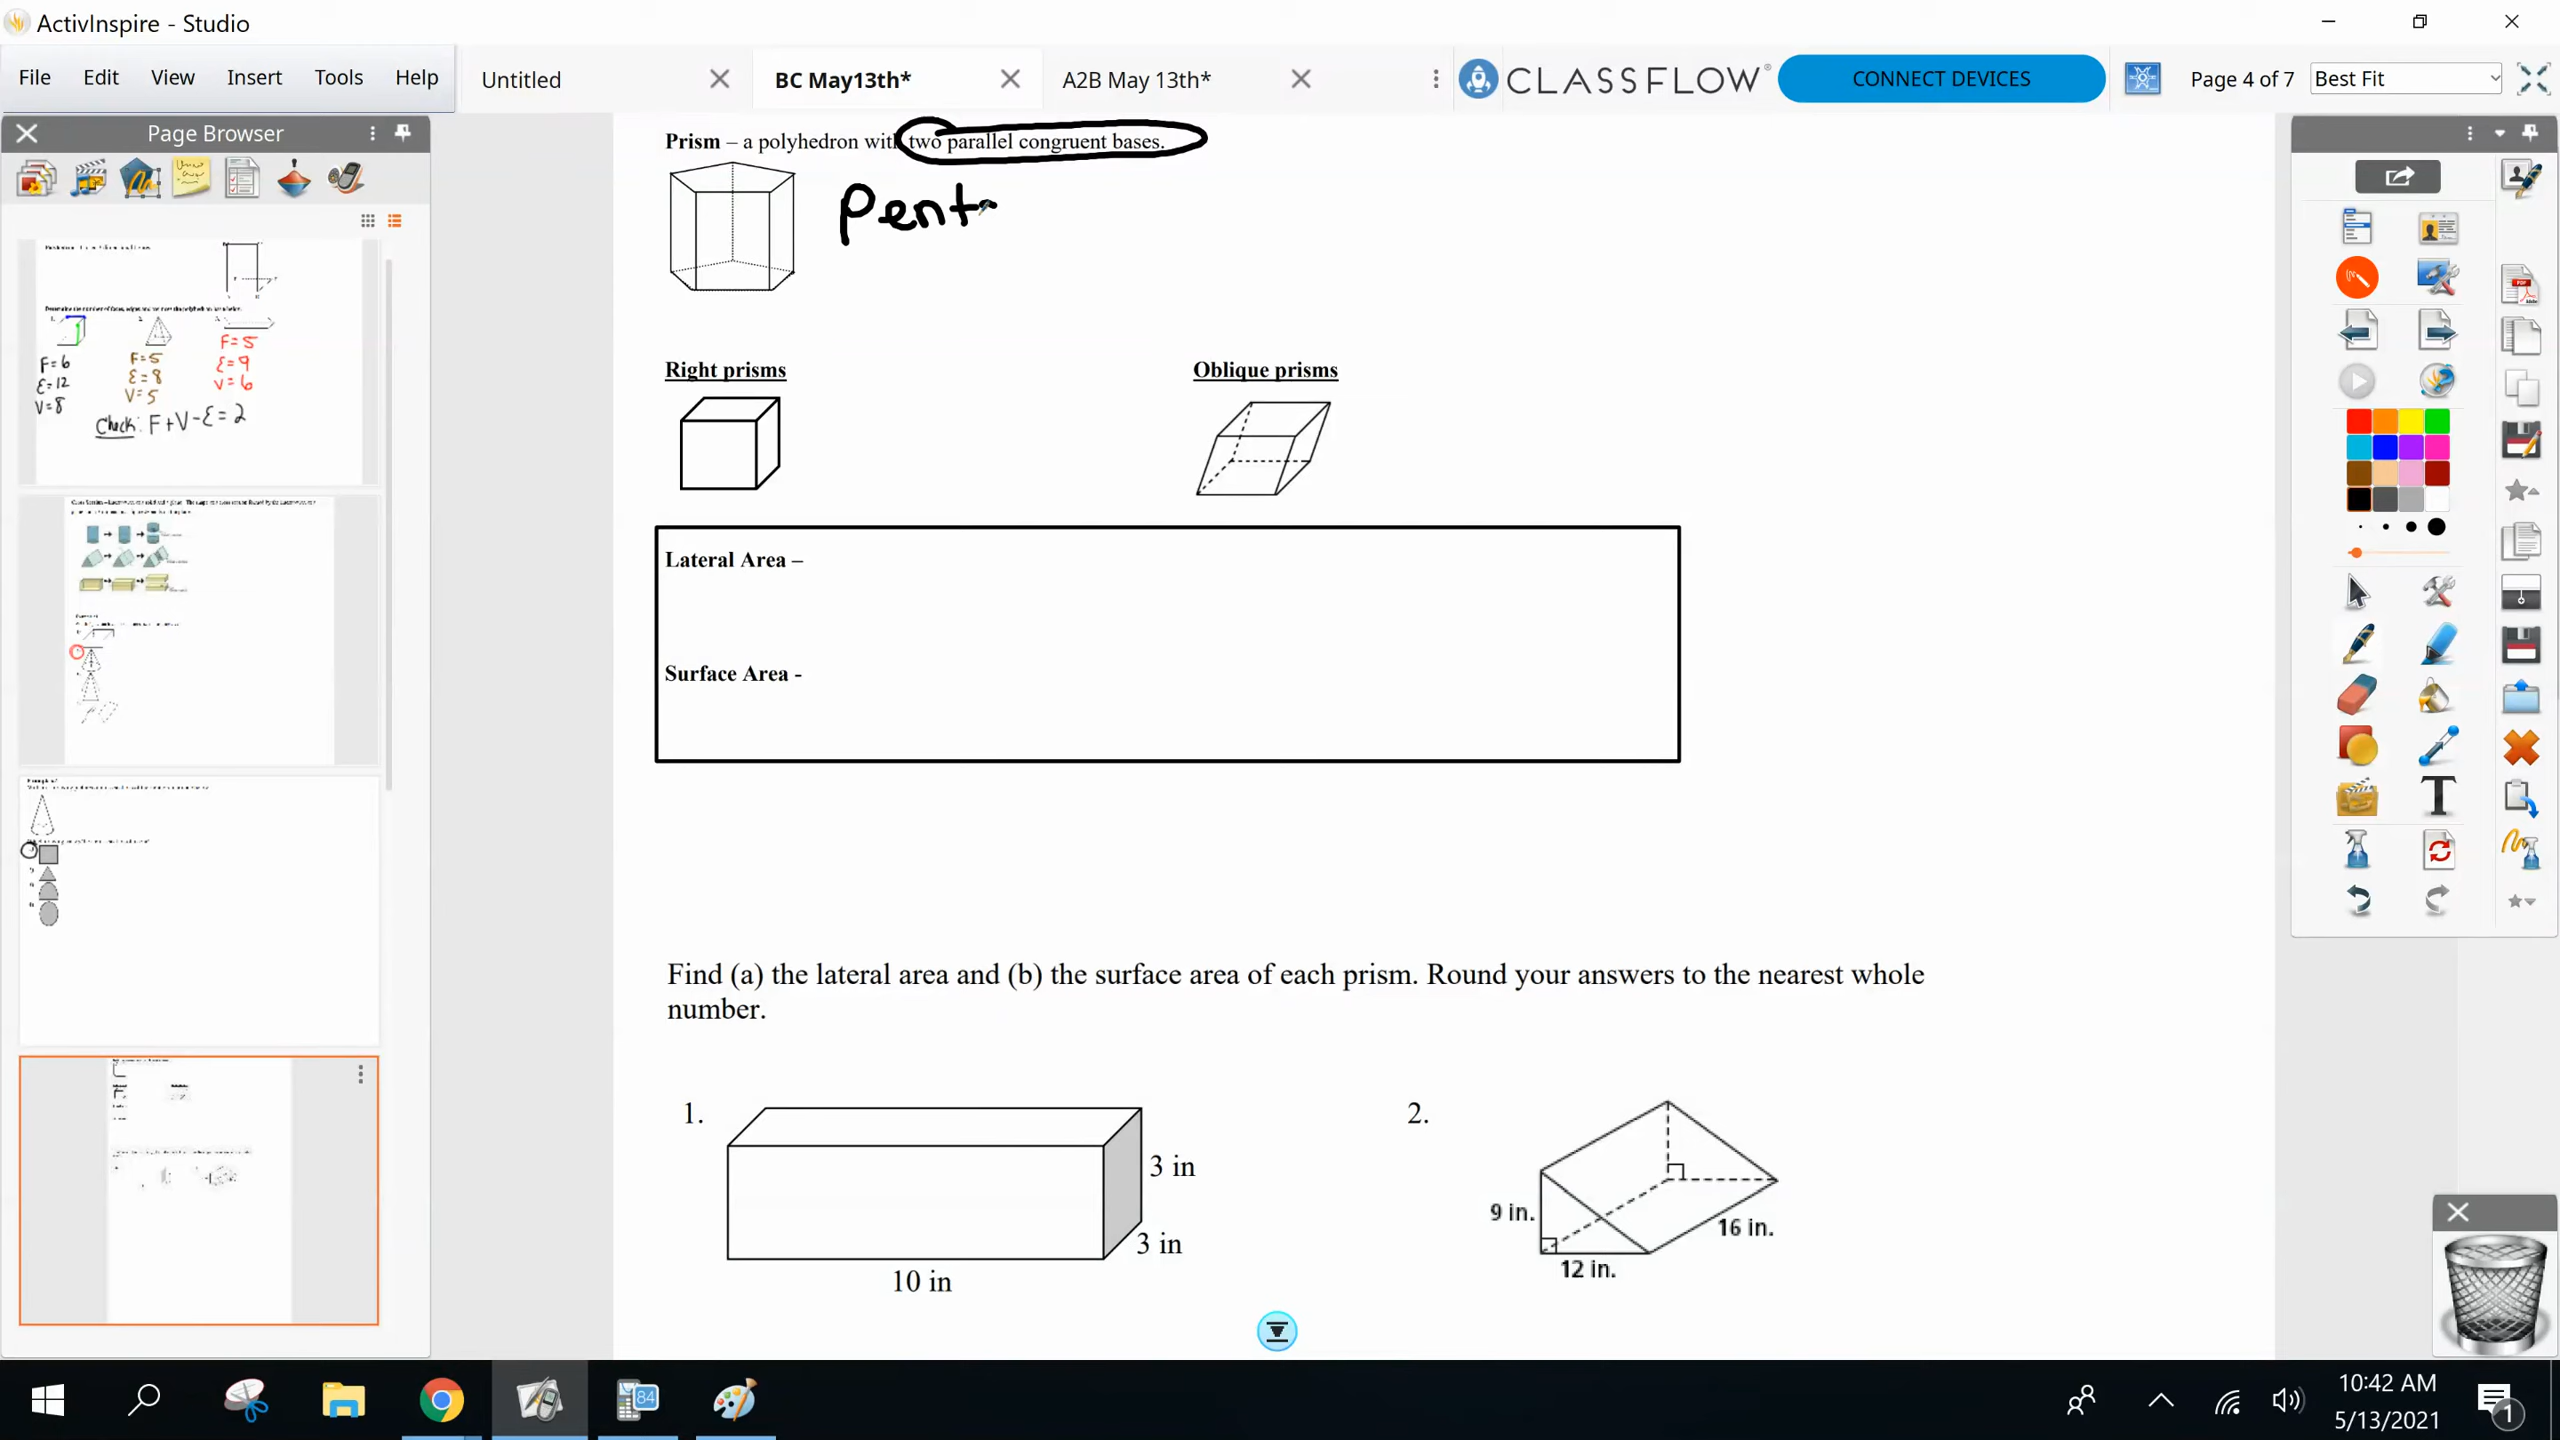 ActivInspire - Studio
File Edit View Insert Tools Help
Untitled
BC May13th*
A2B May 13th*
CLASSFLOW®
CONNECT DEVICES
Page 4 of 7
Best Fit
Page Browser
F=6
E=12
V=8
F=5
E=8
V=5
F=5
E=9
V=6
Check: F+V-E=2
Prism – a polyhedron with two parallel congruent bases.
Pent
Right prisms
Oblique prisms
Lateral Area –
Surface Area -
Find (a) the lateral area and (b) the surface area of each prism. Round your answers to the nearest whole
number.
1.
3 in
3 in
10 in
2.
9 in.
16 in.
12 in.
84
10:42 AM
5/13/2021
1